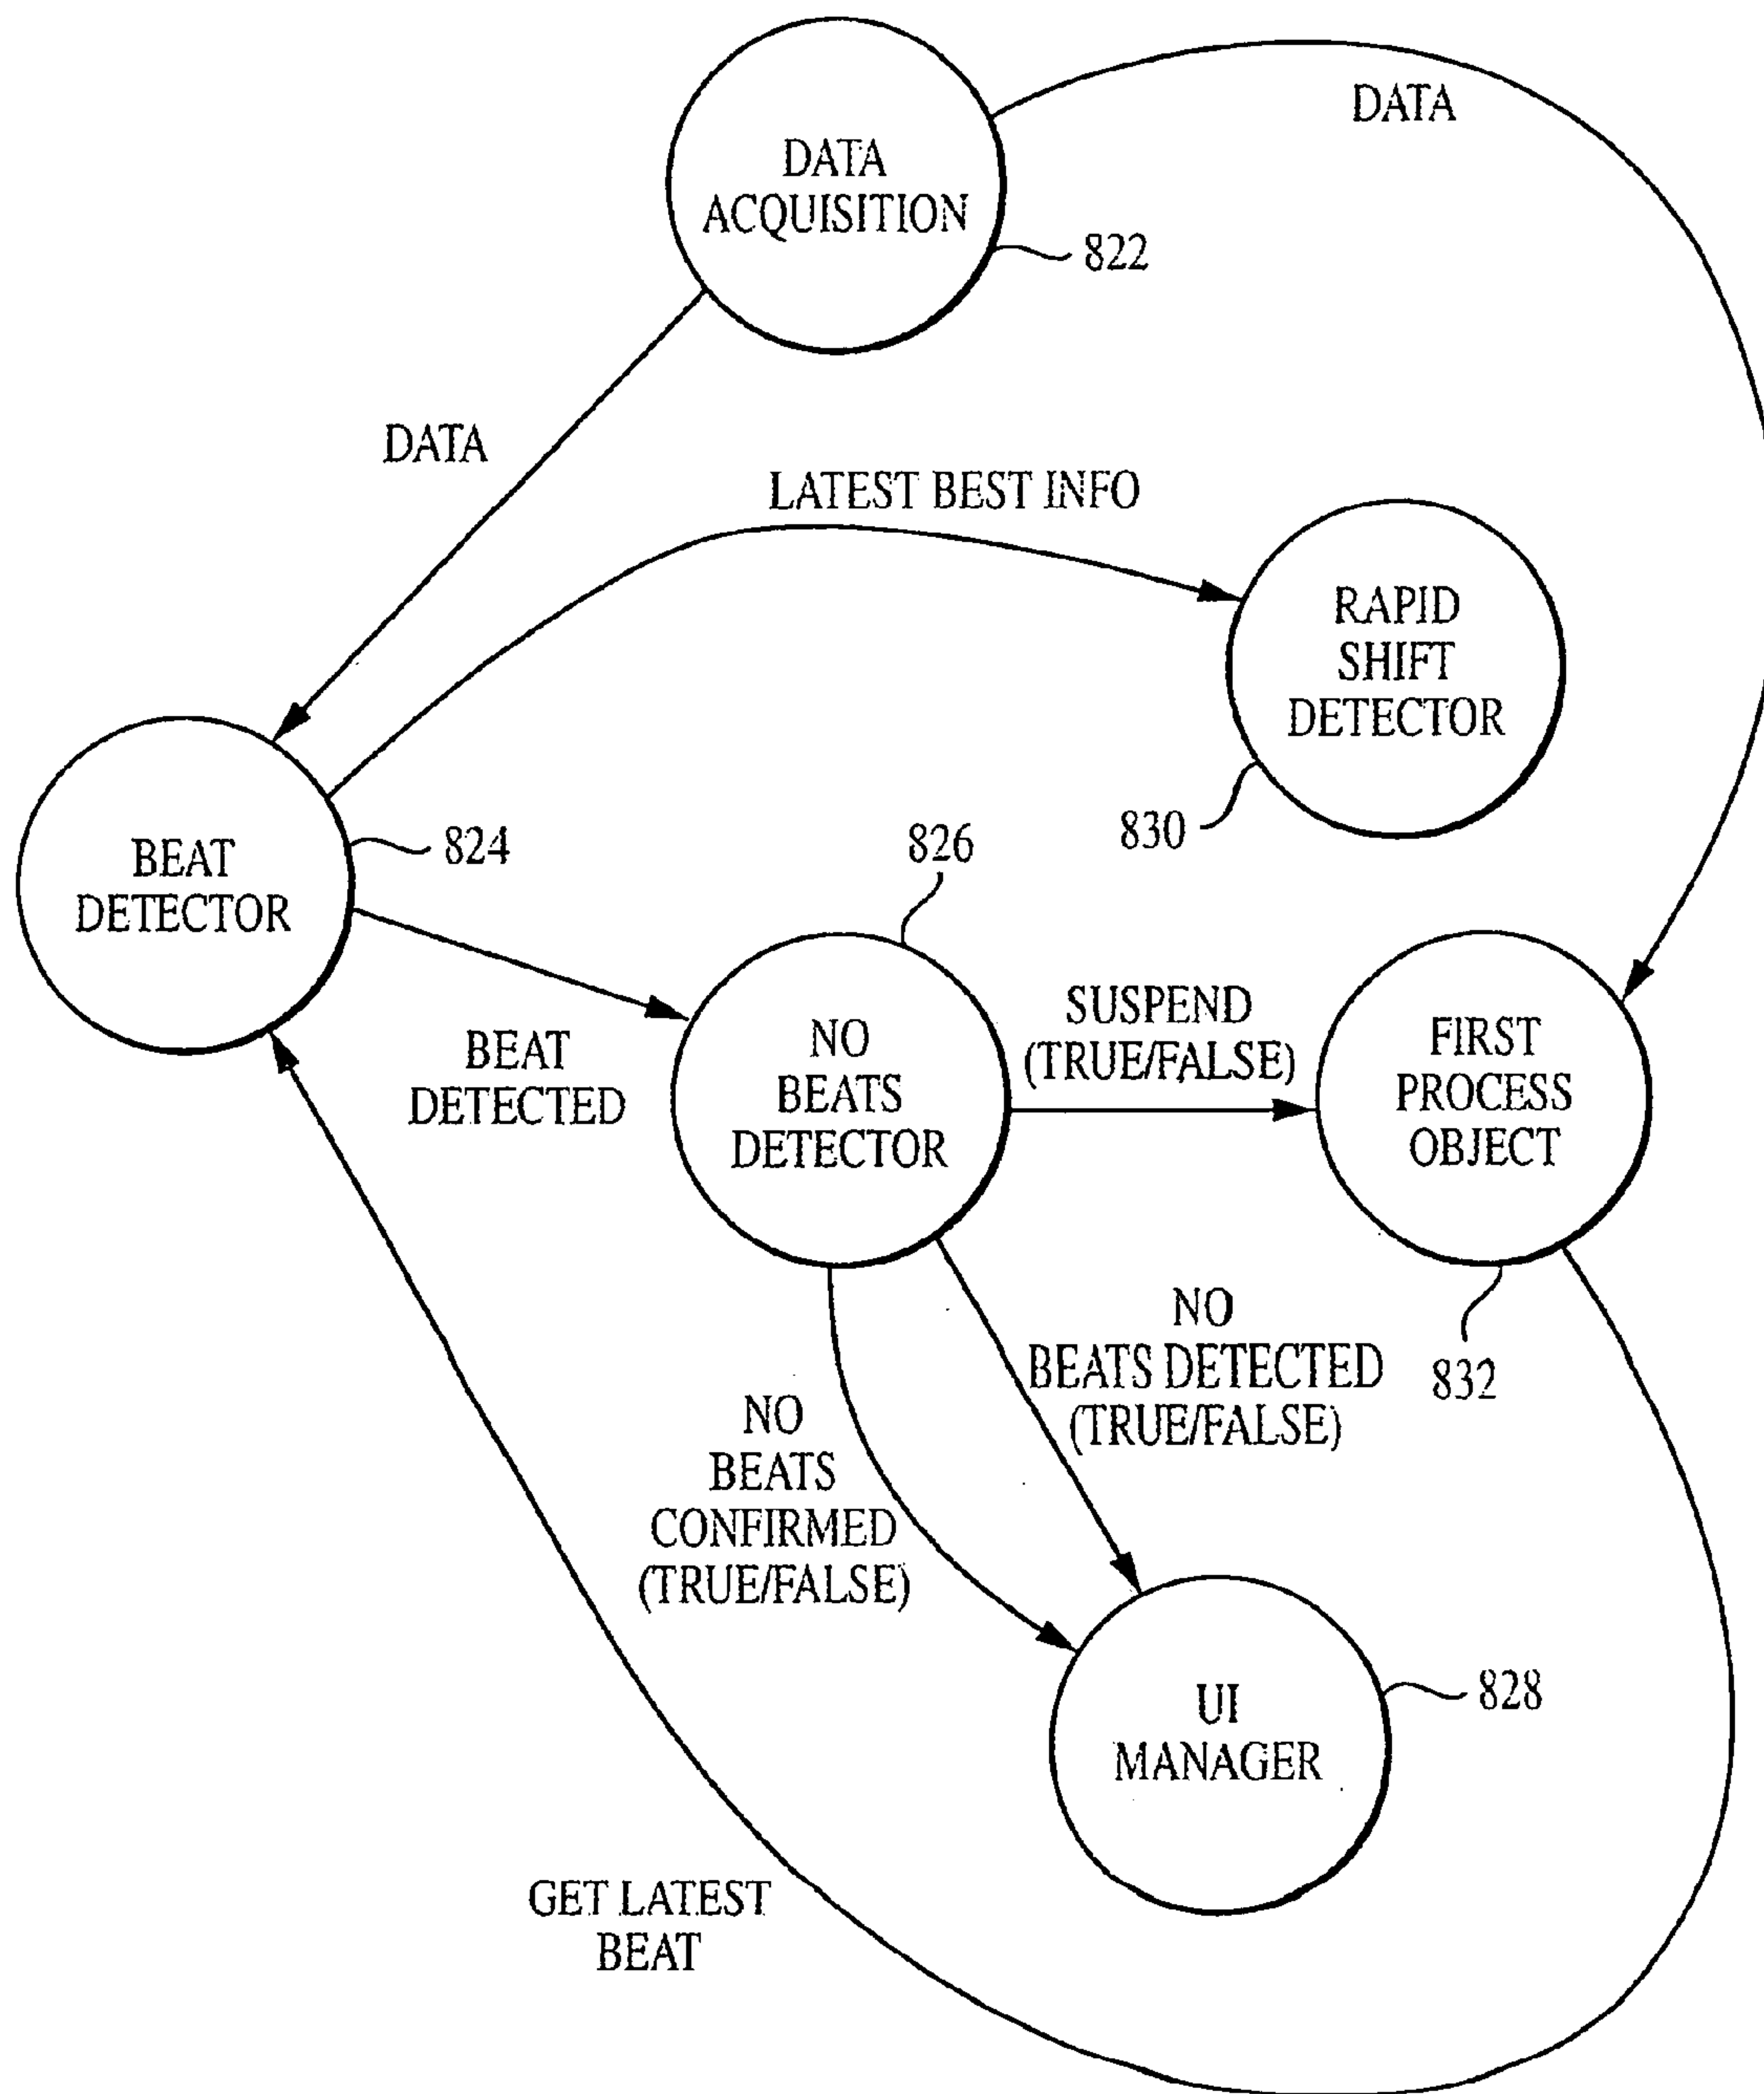 DATA
ACQUISITION
822
DATA
DATA
LATEST BEST INFO
RAPID
SHIFT
DETECTOR
830
BEAT
DETECTOR
824
826
BEAT
DETECTED
NO
BEATS
DETECTOR
SUSPEND
(TRUE/FALSE)
FIRST
PROCESS
OBJECT
832
NO
BEATS DETECTED
(TRUE/FALSE)
NO
BEATS
CONFIRMED
(TRUE/FALSE)
UI
MANAGER
828
GET LATEST
BEAT